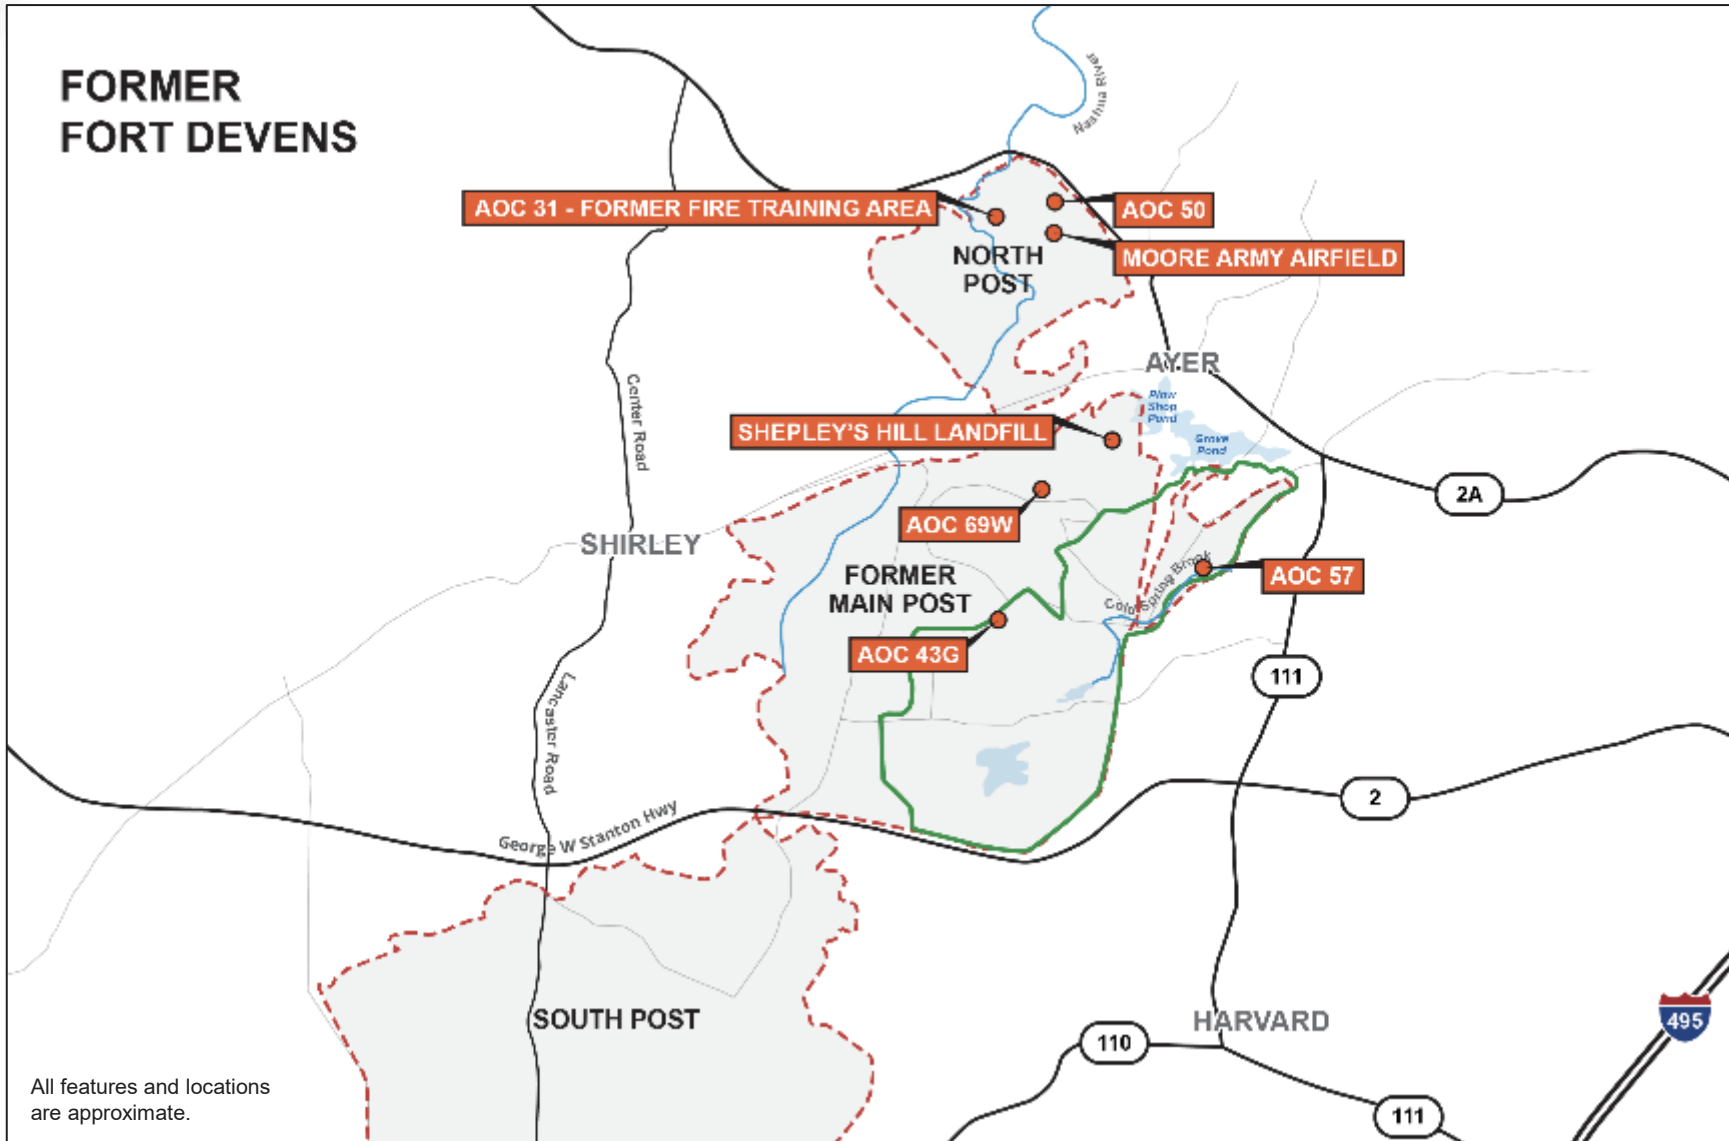 FORMER
FORT DEVENS
Nashua River
AOC 31 - FORMER FIRE TRAINING AREA
AOC 50
MOORE ARMY AIRFIELD
NORTH
POST
AYER
Center Road
Plow
Shop
Pond
Grove
Pond
SHEPLEY'S HILL LANDFILL
2A
AOC 69W
SHIRLEY
FORMER
MAIN POST
Cold Spring Brook
AOC 57
AOC 43G
111
Lancaster Road
2
George W Stanton Hwy
SOUTH POST
HARVARD
495
110
All features and locations
are approximate.
111